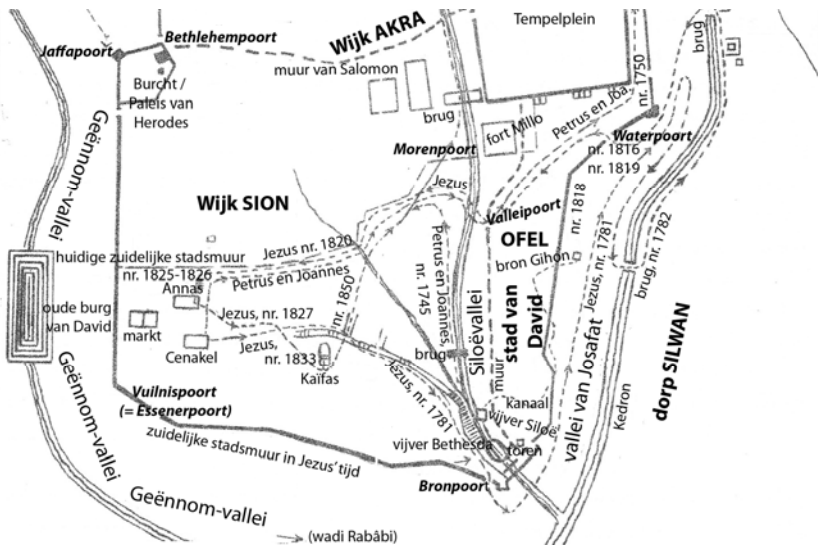 Tempelplein
Bethlehempoort
Wijk AKRA
brug
Jaffapoort
muur van Salomon
nr. 1750
Burcht /
Paleis van
Herodes
brug
fort Millo
Petrus en Joa.
Waterpoort
Geënnom-vallei
Morenpoort
nr. 1816
nr. 1819
Jezus
Wijk SION
Valleipoort
nr. 1818
OFEL
Jezus nr. 1820
huidige zuidelijke stadsmuur
bron Gihon
nr. 1825-1826
Petrus en Joannes
Annas
Petrus en Joannes,
nr. 1745
Jezus, nr. 1781
brug, nr. 1782
nr. 1850
oude burg
van David
Jezus, nr. 1827
Siloëvallei
stad van
David
markt
Jezus,
nr. 1833
Cenakel
brug
Kaïfas
Jezus, nr. 1781
muur
vallei van Josafat
dorp SILWAN
Kedron
Geënnom-vallei
Vuilnispoort
(= Essenerpoort)
kanaal
vijver Siloë
zuidelijke stadsmuur in Jezus' tijd
vijver Bethesda
toren
Bronpoort
Geënnom-vallei
(wadi Rabâbi)